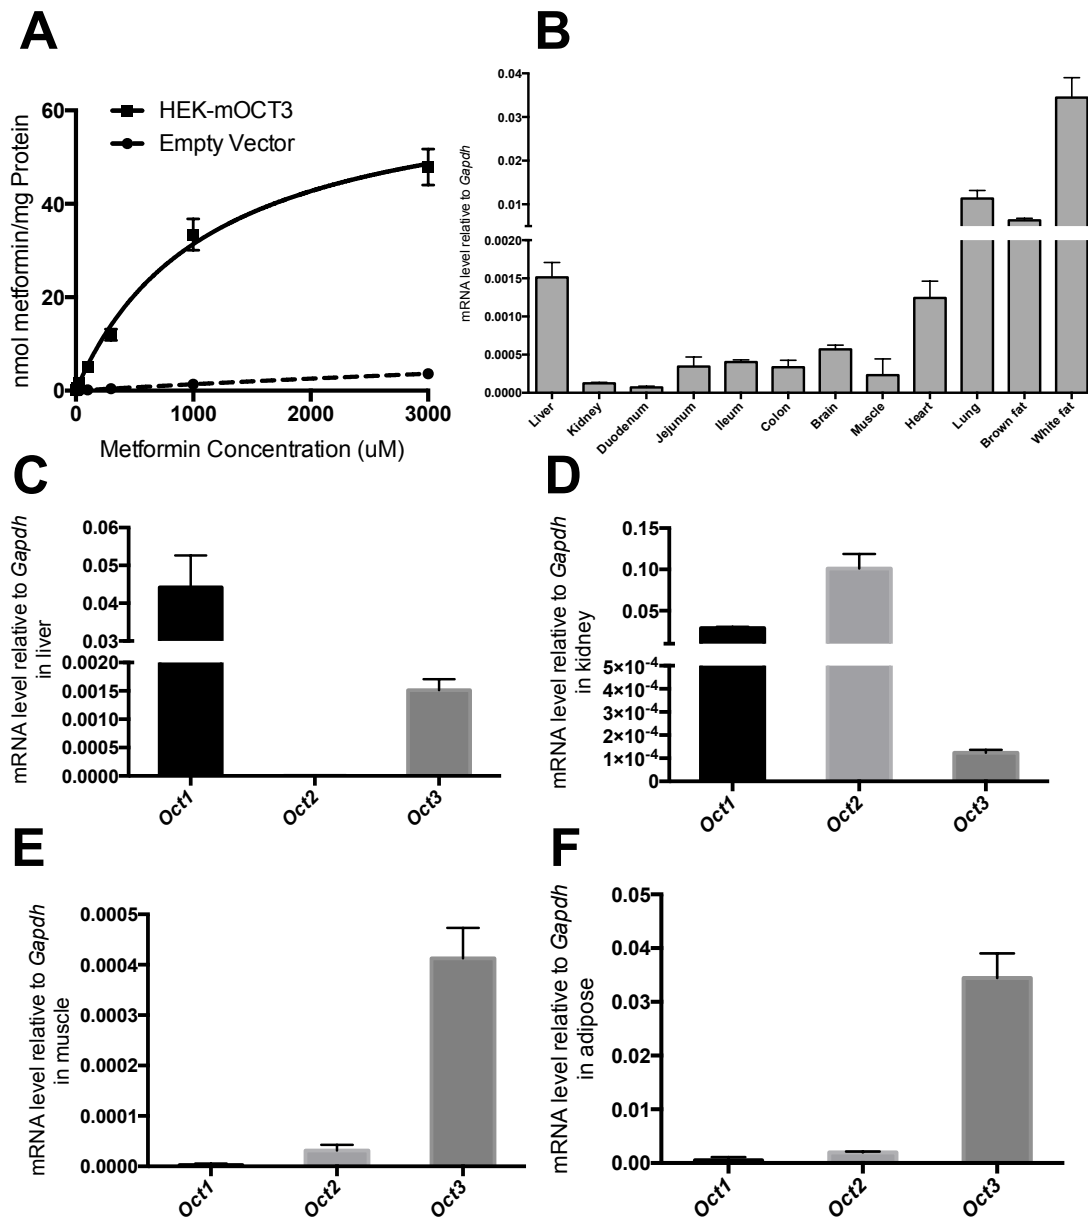 A
HEK-mOCT3
Empty Vector
60
40
20
0
nmol metformin/mg Protein
0
1000
2000
3000
Metformin Concentration (uM)
B
0.04
0.03
0.02
0.01
0.0020
0.0015
0.0010
0.0005
0.0000
mRNA level relative to Gapdh
Liver
Kidney
Duodenum
Jejunum
Ileum
Colon
Brain
Muscle
Heart
Lung
Brown fat
White fat
C
mRNA level relative to Gapdh
in liver
0.06
0.05
0.04
0.03
0.0020
0.0015
0.0010
0.0005
0.0000
Oct1
Oct2
Oct3
D
mRNA level relative to Gapdh
in kidney
0.15
0.10
0.05
5×10⁻⁴
4×10⁻⁴
3×10⁻⁴
2×10⁻⁴
1×10⁻⁴
0
Oct1
Oct2
Oct3
E
mRNA level relative to Gapdh
in muscle
0.0005
0.0004
0.0003
0.0002
0.0001
0.0000
Oct1
Oct2
Oct3
F
mRNA level relative to Gapdh
in adipose
0.05
0.04
0.03
0.02
0.01
0.00
Oct1
Oct2
Oct3